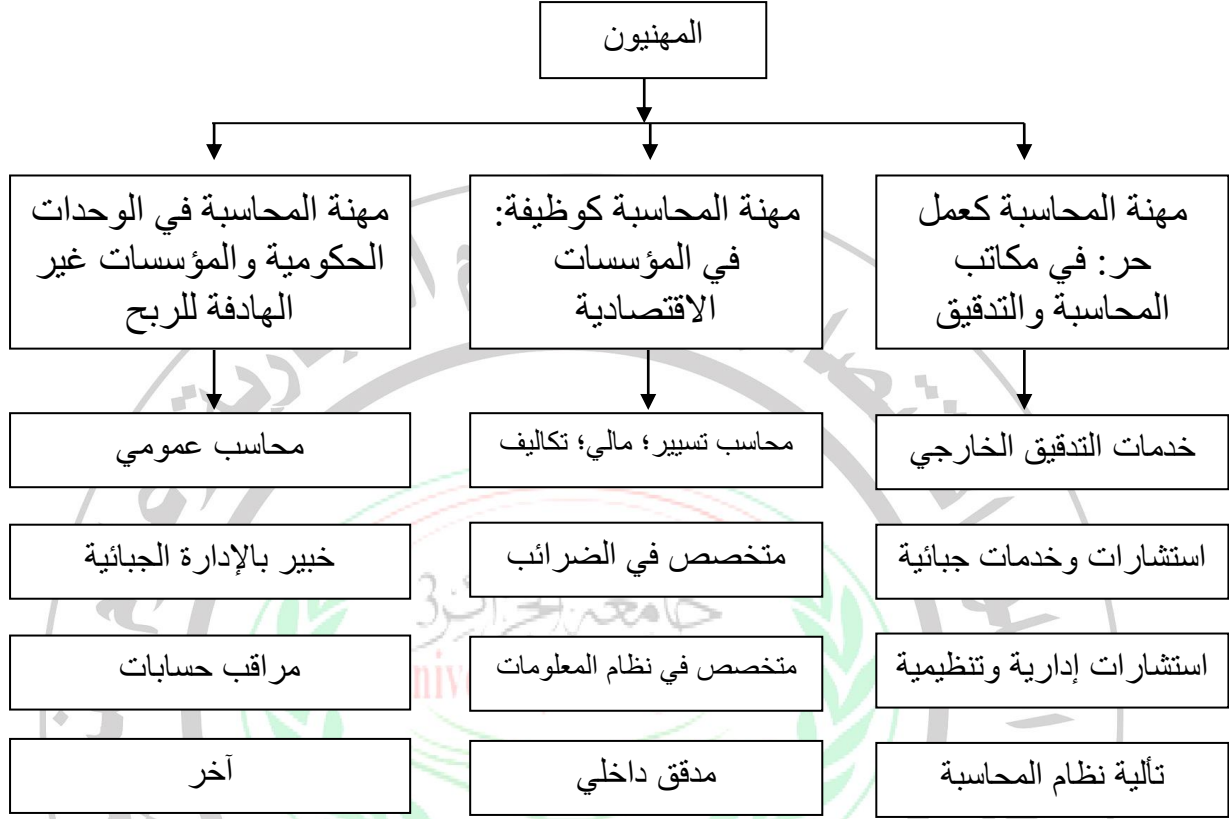 المهنيون
مهنة المحاسبة كعمل
حر: في مكاتب
المحاسبة والتدقيق
خدمات التدقيق الخارجي
استشارات وخدمات جبائية
استشارات إدارية وتنظيمية
تألية نظام المحاسبة
مهنة المحاسبة كوظيفة:
في المؤسسات
الاقتصادية
محاسب تسيير؛ مالي؛ تكاليف
متخصص في الضرائب
متخصص في نظام المعلومات
مدقق داخلي
مهنة المحاسبة في الوحدات
الحكومية والمؤسسات غير
الهادفة للربح
محاسب عمومي
خبير بالإدارة الجبائية
مراقب حسابات
آخر
جامعة الجزائر3